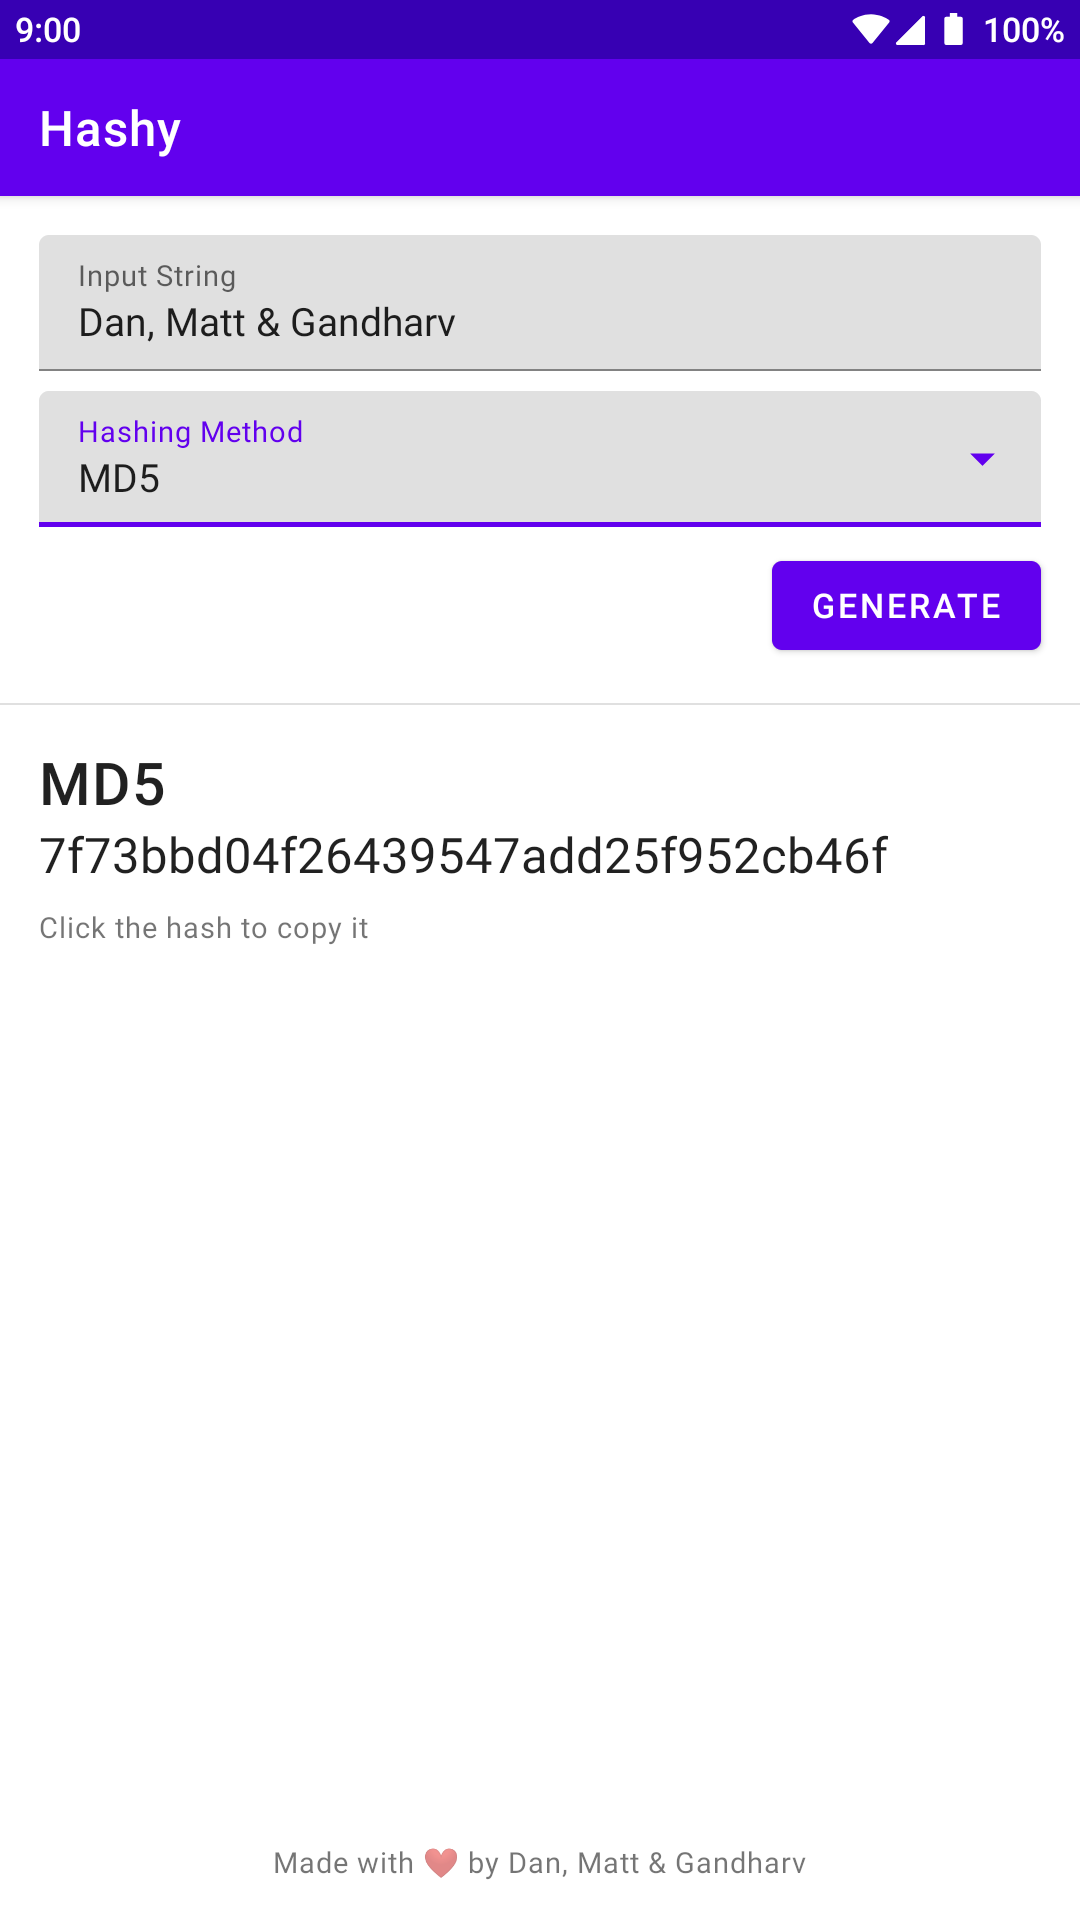 9:00 100%
Hashy
Input String
Dan, Matt & Gandharv
Hashing Method
MD5
GENERATE
MD5
7f73bbd04f26439547add25f952cb46f
Click the hash to copy it
Made with ❤️ by Dan, Matt & Gandharv